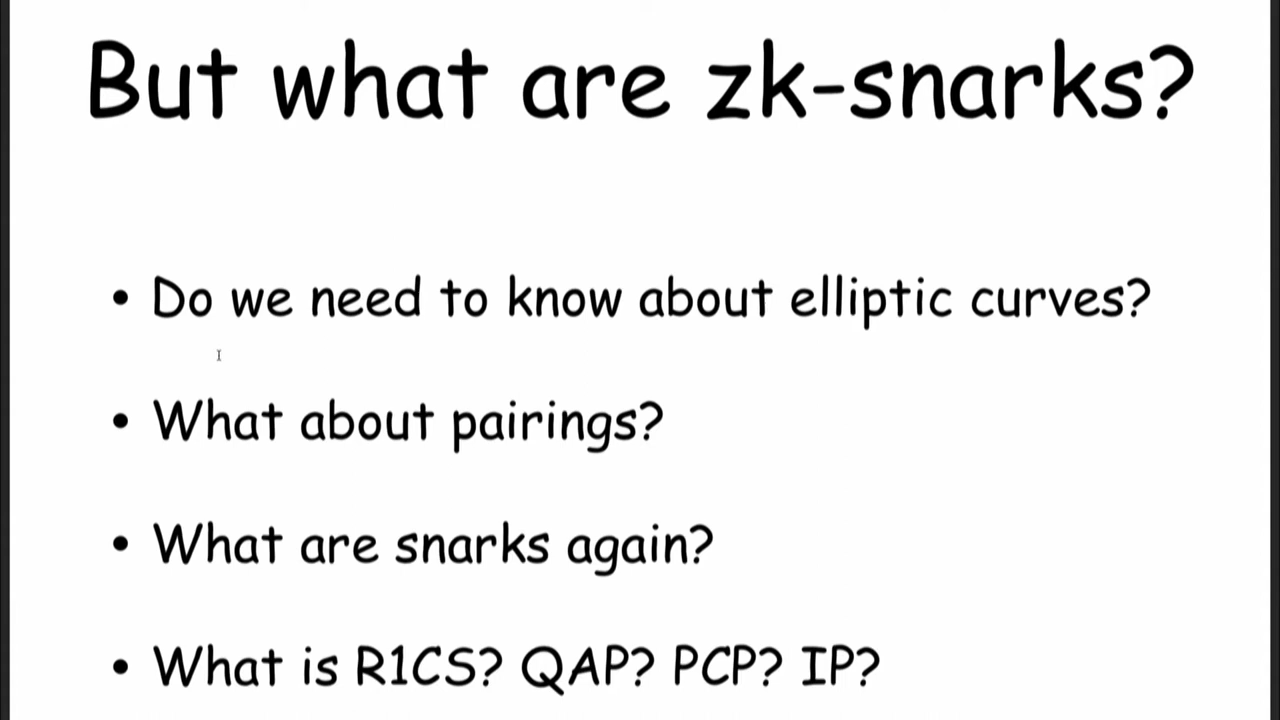 But what are zk-snarks?
• Do we need to know about elliptic curves?
• What about pairings?
• What are snarks again?
• What is R1CS? QAP? PCP? IP?